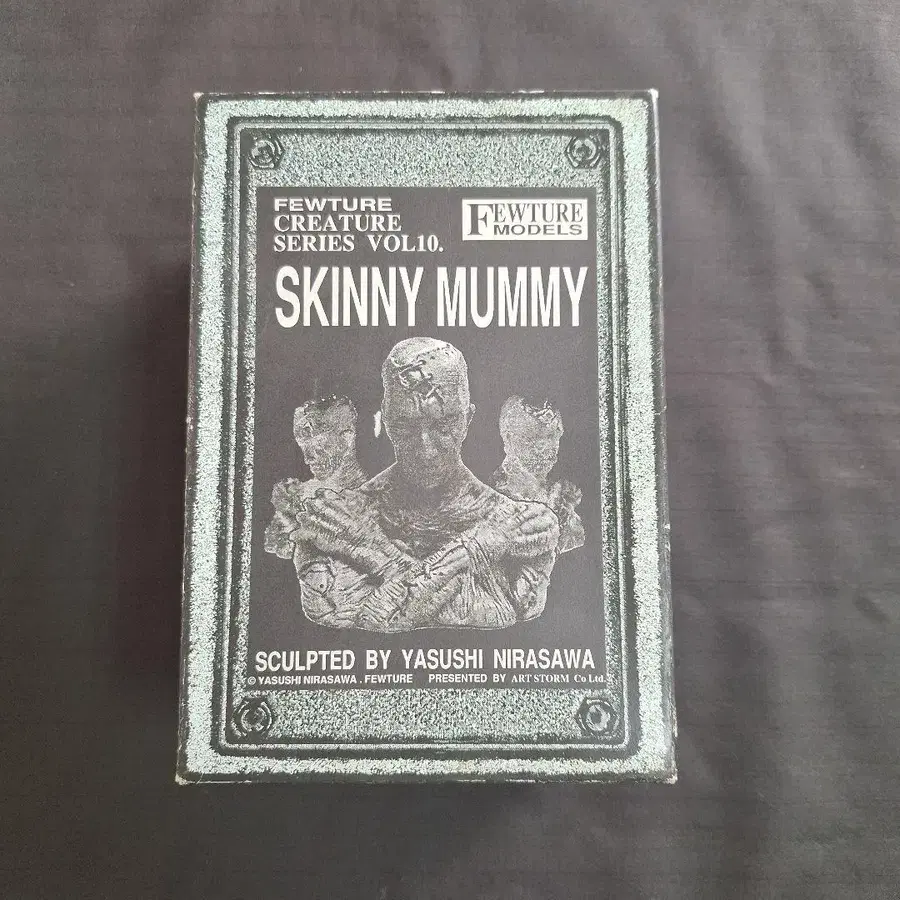 FEWTURE
CREATURE
SERIES VOL10.
FEWTURE
MODELS
SKINNY MUMMY
SCULPTED BY YASUSHI NIRASAWA
© YASUSHI NIRASAWA . FEWTURE PRESENTED BY ART STORM Co Ltd.